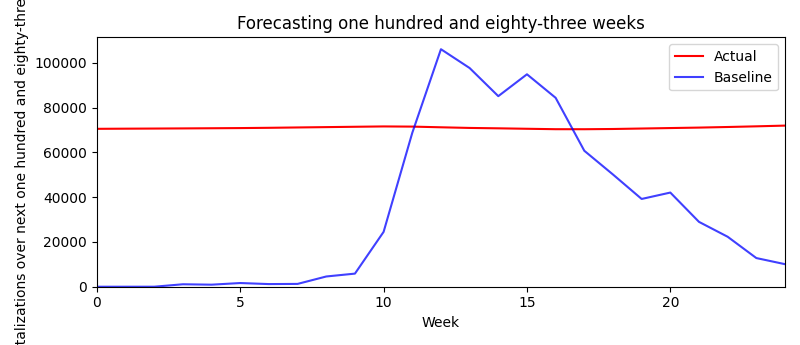 Forecasting one hundred and eighty-three weeks
talizations over next one hundred and eighty-three
100000
80000
60000
40000
20000
0
Actual
Baseline
0 5 10 15 20
Week